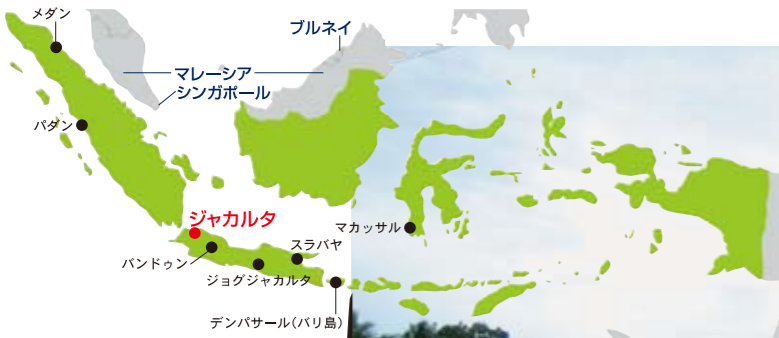 メダン
ブルネイ
マレーシア
シンガポール
パダン
ジャカルタ
マカッサル
スラバヤ
バンドゥン
ジョグジャカルタ
デンパサール(バリ島)